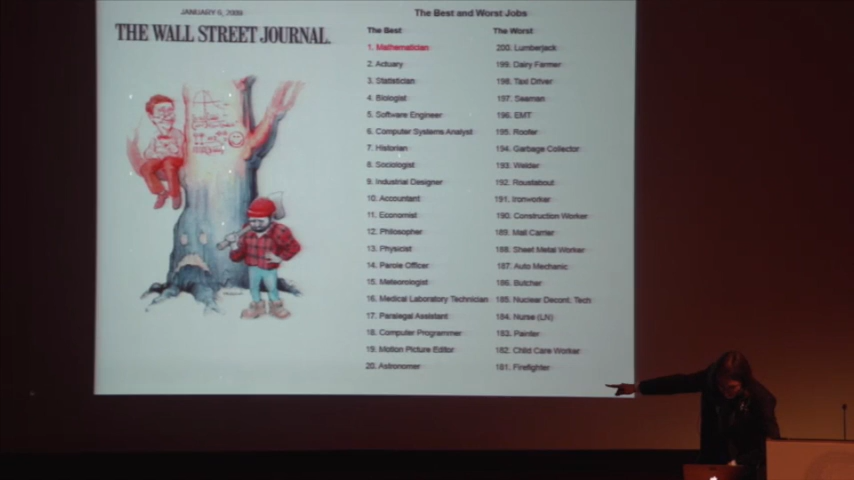 JANUARY 6, 2009
THE WALL STREET JOURNAL.
The Best and Worst Jobs
The Best
The Worst
1. Mathematician
200. Lumberjack
2. Actuary
199. Dairy Farmer
3. Statistician
198. Taxi Driver
4. Biologist
197. Seaman
5. Software Engineer
196. EMT
6. Computer Systems Analyst
195. Roofer
7. Historian
194. Garbage Collector
8. Sociologist
193. Welder
9. Industrial Designer
192. Roustabout
10. Accountant
191. Ironworker
11. Economist
190. Construction Worker
12. Philosopher
189. Mail Carrier
13. Physicist
188. Sheet Metal Worker
14. Parole Officer
187. Auto Mechanic
15. Meteorologist
186. Butcher
16. Medical Laboratory Technician
185. Nuclear Decont. Tech
17. Paralegal Assistant
184. Nurse (LN)
18. Computer Programmer
183. Painter
19. Motion Picture Editor
182. Child Care Worker
20. Astronomer
181. Firefighter